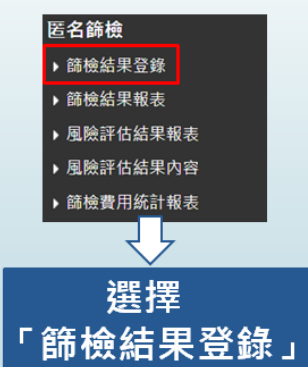 匿名篩檢
篩檢結果登錄
篩檢結果報表
風險評估結果報表
風險評估結果內容
篩檢費用統計報表
選擇
「篩檢結果登錄」